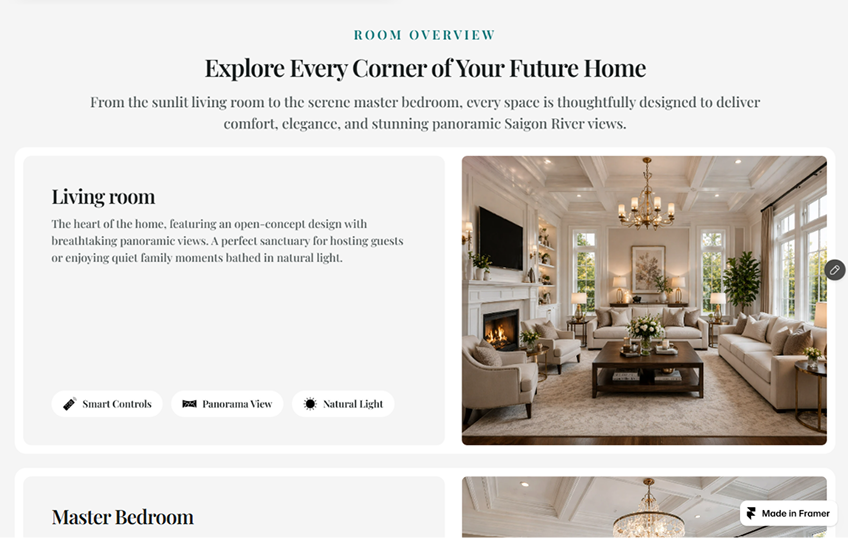 ROOM OVERVIEW
Explore Every Corner of Your Future Home
From the sunlit living room to the serene master bedroom, every space is thoughtfully designed to deliver
comfort, elegance, and stunning panoramic Saigon River views.
Living room
The heart of the home, featuring an open-concept design with
breathtaking panoramic views. A perfect sanctuary for hosting guests
or enjoying quiet family moments bathed in natural light.
Smart Controls
Panorama View
Natural Light
Master Bedroom
Made in Framer